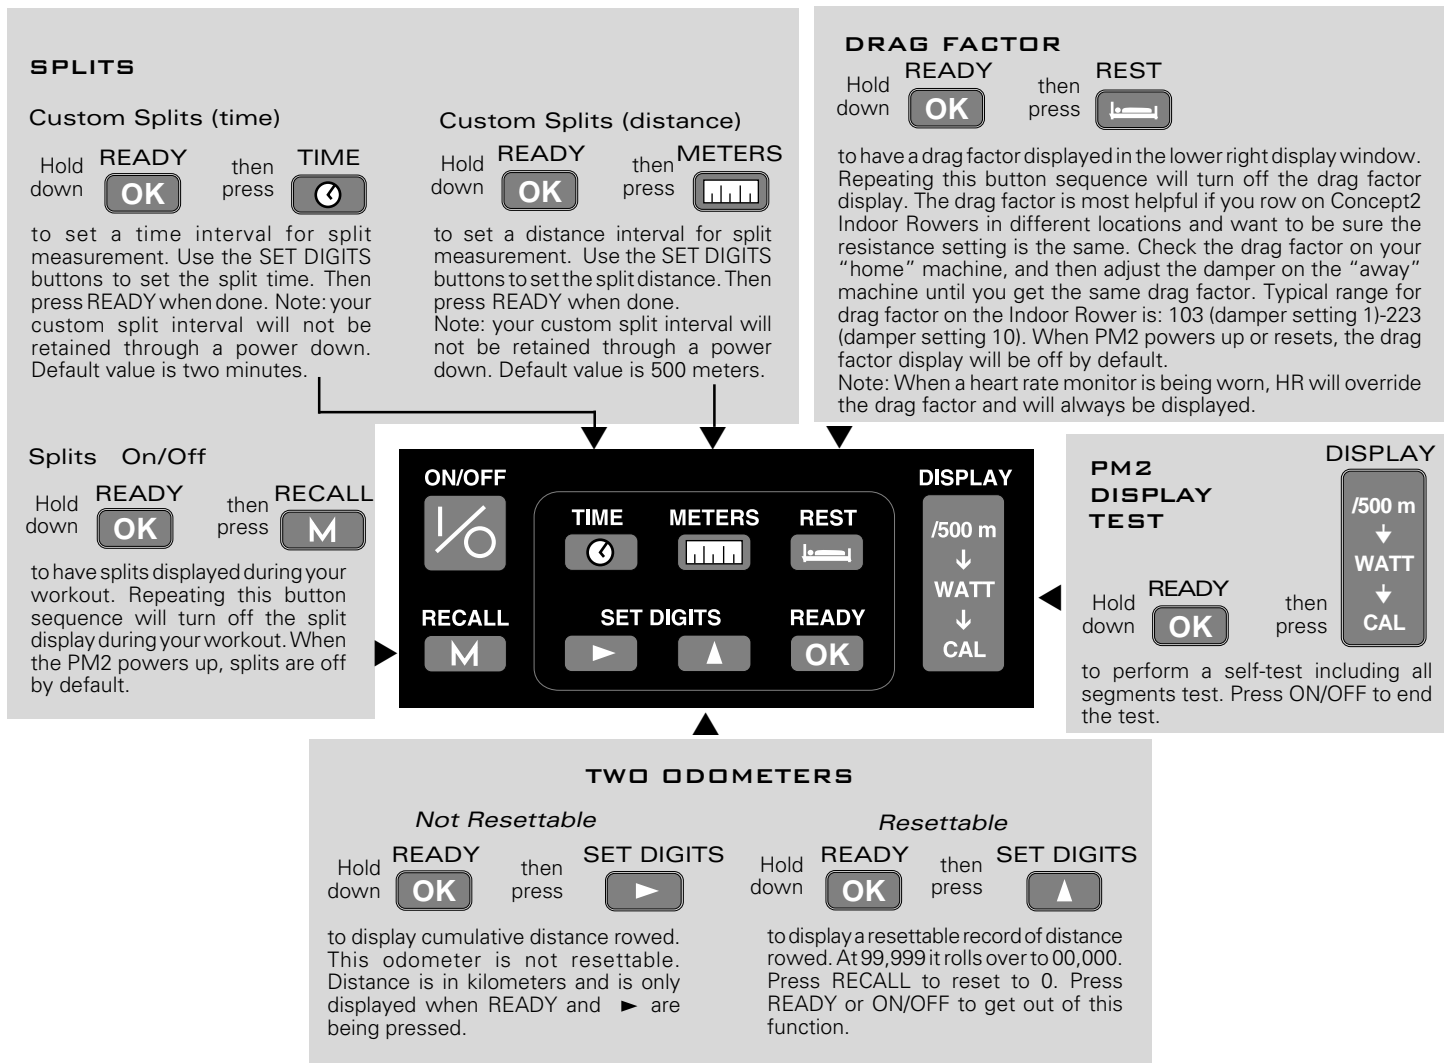 SPLITS
Custom Splits (time)
Hold down READY OK then press TIME
to set a time interval for split
measurement. Use the SET DIGITS
buttons to set the split time. Then
press READY when done. Note: your
custom split interval will not be
retained through a power down.
Default value is two minutes.
Custom Splits (distance)
Hold down READY OK then press METERS
to set a distance interval for split
measurement. Use the SET DIGITS
buttons to set the split distance. Then
press READY when done.
Note: your custom split interval will
not be retained through a power
down. Default value is 500 meters.
DRAG FACTOR
Hold down READY OK then press REST
to have a drag factor displayed in the lower right display window.
Repeating this button sequence will turn off the drag factor
display. The drag factor is most helpful if you row on Concept2
Indoor Rowers in different locations and want to be sure the
resistance setting is the same. Check the drag factor on your
“home” machine, and then adjust the damper on the “away”
machine until you get the same drag factor. Typical range for
drag factor on the Indoor Rower is: 103 (damper setting 1)-223
(damper setting 10). When PM2 powers up or resets, the drag
factor display will be off by default.
Note: When a heart rate monitor is being worn, HR will override
the drag factor and will always be displayed.
Splits On/Off
Hold down READY OK then press RECALL M
to have splits displayed during your
workout. Repeating this button
sequence will turn off the split
display during your workout. When
the PM2 powers up, splits are off
by default.
ON/OFF
TIME METERS REST
RECALL
M
SET DIGITS
READY
OK
DISPLAY
/500 m
WATT
CAL
PM2
DISPLAY
TEST
Hold down READY OK then press DISPLAY
/500 m
WATT
CAL
to perform a self-test including all
segments test. Press ON/OFF to end
the test.
TWO ODOMETERS
Not Resettable
Hold down READY OK then press SET DIGITS ►
to display cumulative distance rowed.
This odometer is not resettable.
Distance is in kilometers and is only
displayed when READY and ► are
being pressed.
Resettable
Hold down READY OK then press SET DIGITS ▲
to display a resettable record of distance
rowed. At 99,999 it rolls over to 00,000.
Press RECALL to reset to 0. Press
READY or ON/OFF to get out of this
function.